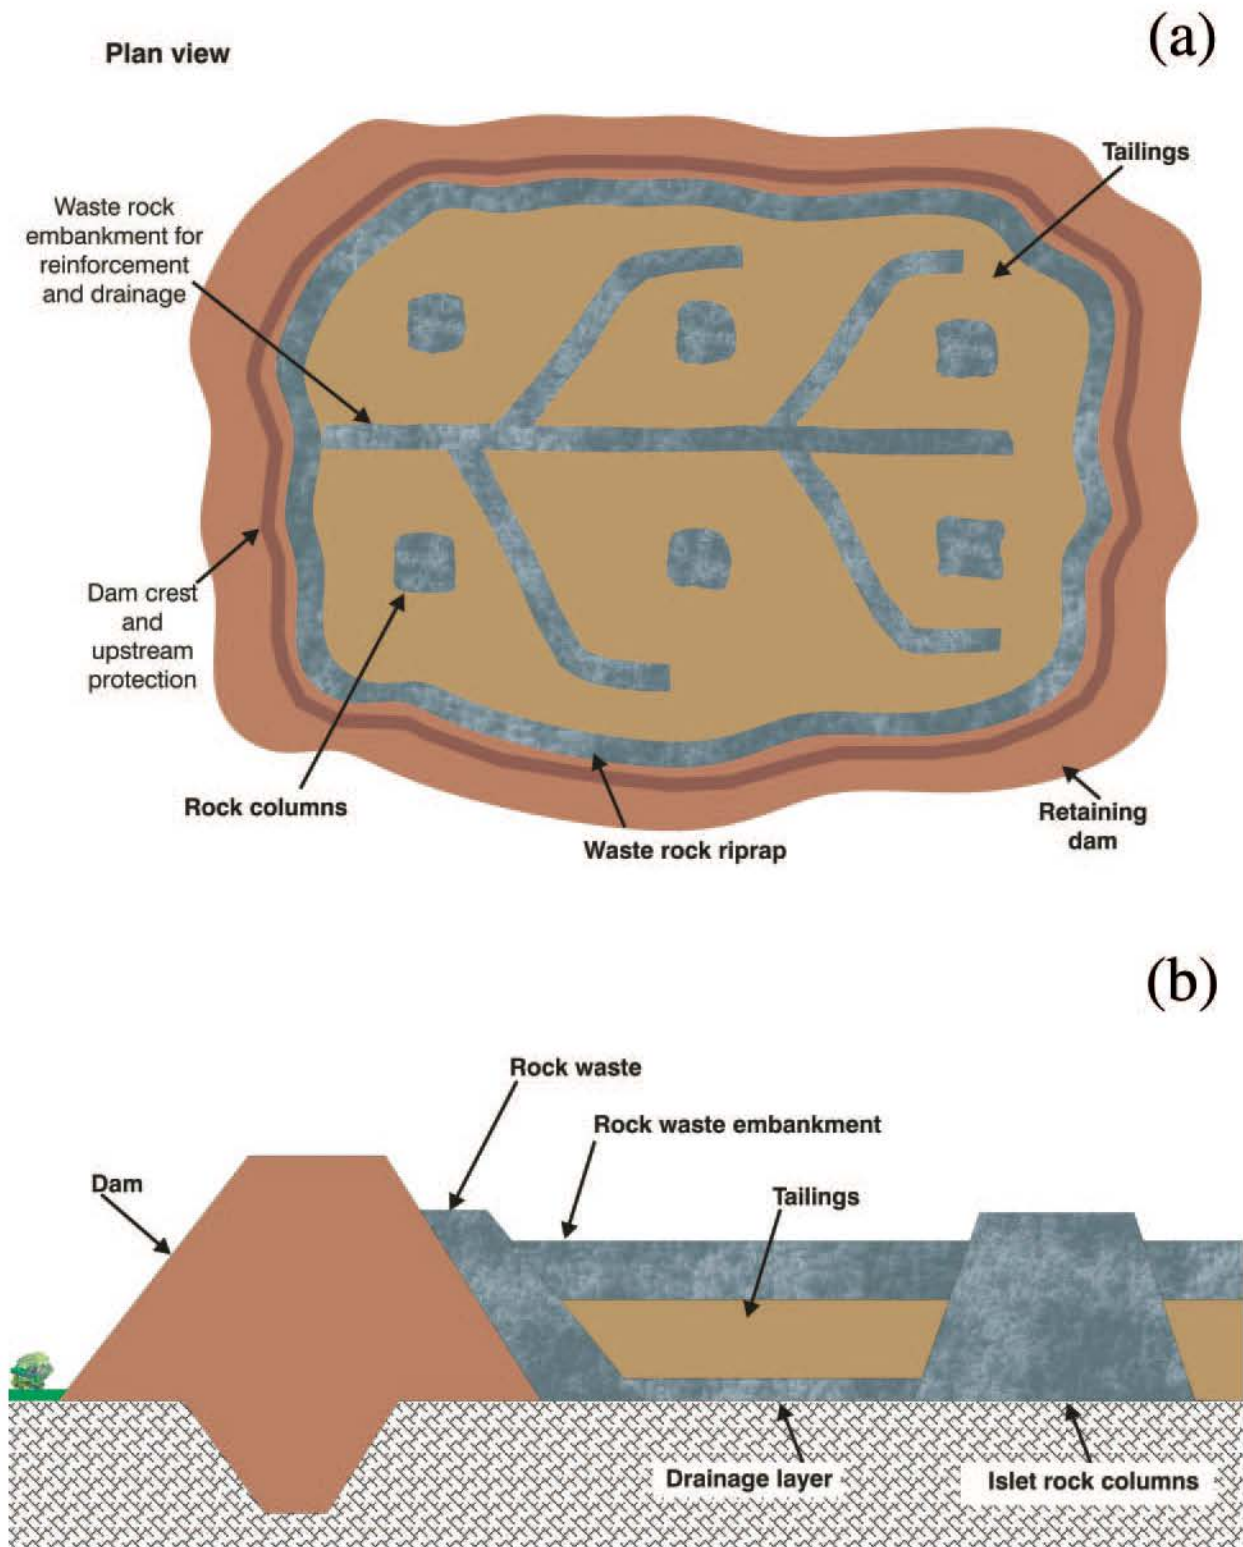 Plan view
(a)
Tailings
Waste rock
embankment for
reinforcement
and drainage
Dam crest
and
upstream
protection
Rock columns
Waste rock riprap
Retaining
dam
(b)
Rock waste
Rock waste embankment
Dam
Tailings
Drainage layer
Islet rock columns